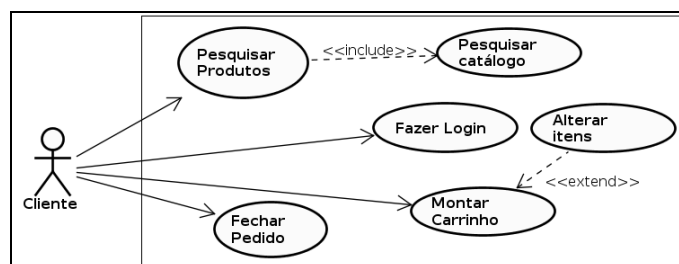 Pesquisar
Produtos
<<include>>
Pesquisar
catálogo
Fazer Login
Alterar
itens
<<extend>>
Cliente
Montar
Carrinho
Fechar
Pedido